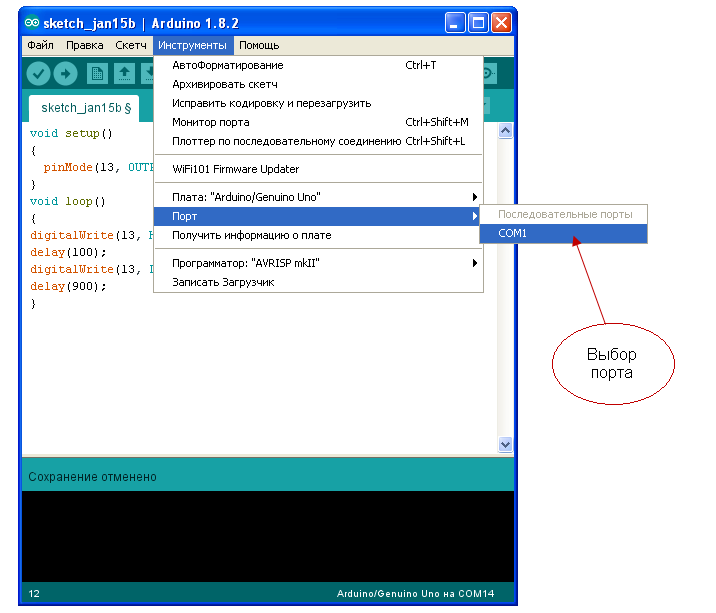 sketch_jan15b | Arduino 1.8.2
Файл Правка Скетч Инструменты Помощь
АвтоФорматирование Ctrl+T
Архивировать скетч
Исправить кодировку и перезагрузить
Монитор порта Ctrl+Shift+M
Плоттер по последовательному соединению Ctrl+Shift+L
WiFi101 Firmware Updater
Плата: "Arduino/Genuino Uno"
Порт
Получить информацию о плате
Программатор: "AVRISP mkII"
Записать Загрузчик
Последовательные порты
COM1
Выбор
порта
sketch_jan15b §
void setup()
{
pinMode(13, OUTP
}
void loop()
{
digitalWrite(13,
delay(100);
digitalWrite(13,
delay(900);
}
Сохранение отменено
12 Arduino/Genuino Uno на COM14